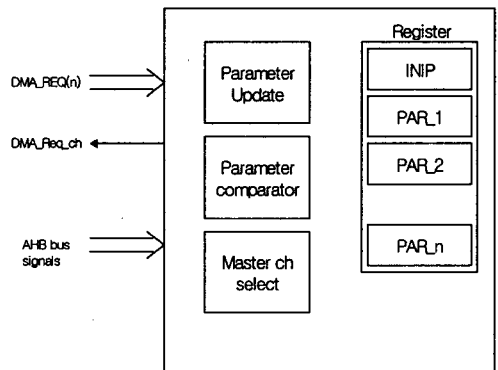 DMA_REQ(n)
DMA_Req_ch
AHB bus
signals
Parameter
Update
Parameter
comparator
Master ch
select
Register
INIP
PAR_1
PAR_2
PAR_n